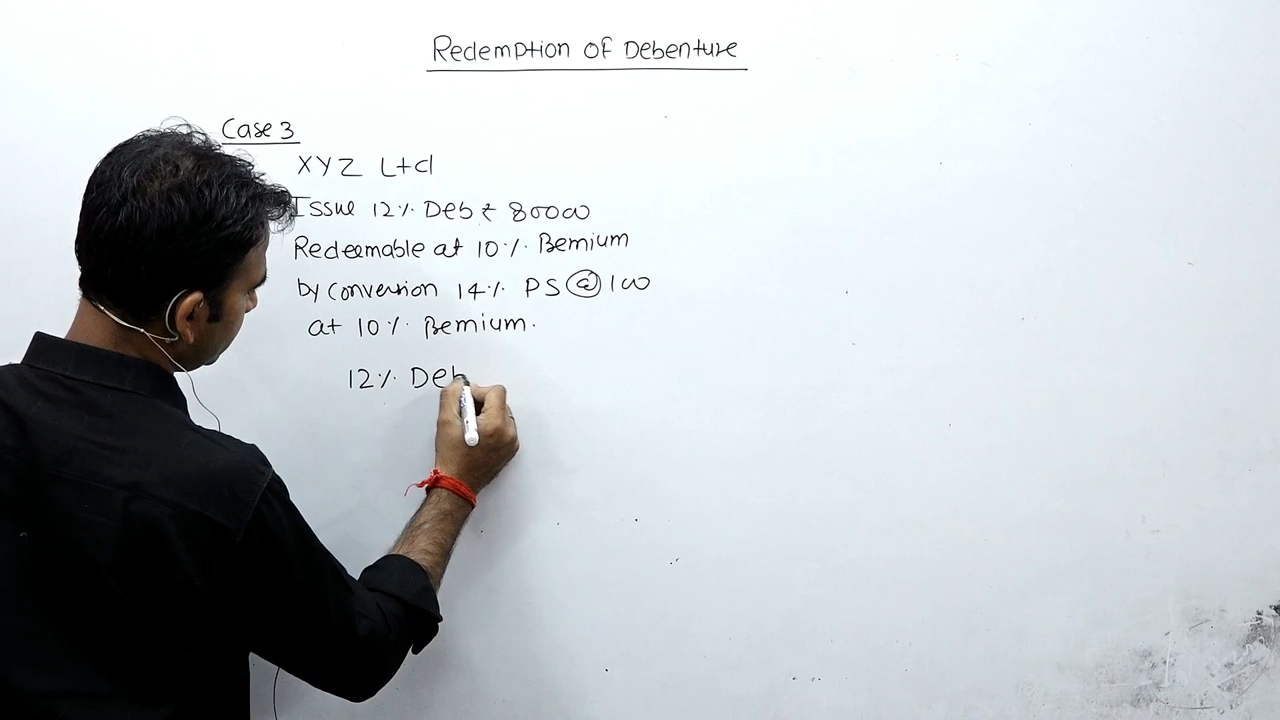 Redemption of Debenture
Case 3
XYZ Ltd
Issue 12% Deb ₹ 80000
Redeemable at 10% Premium
by conversion 14% PS @ 100
at 10% Premium.
12% Deb